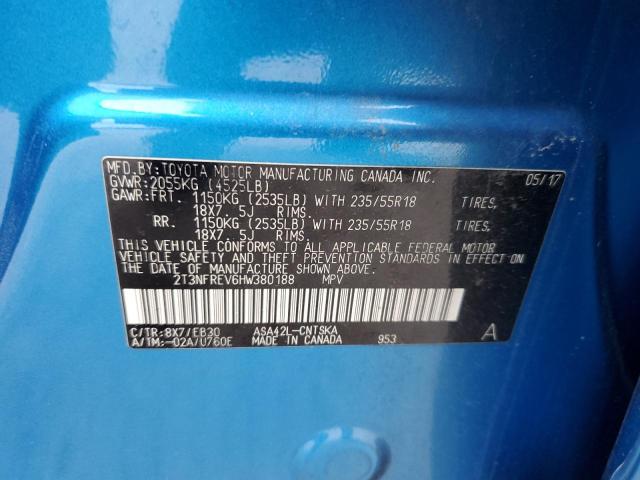 MFD.BY:TOYOTA MOTOR MANUFACTURING CANADA INC. 05/17
GVWR:2055KG (4525LB)
GAWR:FRT. 1150KG (2535LB) WITH 235/55R18 TIRES,
18X7. 5J RIMS.
RR. 1150KG (2535LB) WITH 235/55R18 TIRES,
18X7. 5J RIMS.
THIS VEHICLE CONFORMS TO ALL APPLICABLE FEDERAL MOTOR
VEHICLE SAFETY AND THEFT PREVENTION STANDARDS IN EFFECT ON
THE DATE OF MANUFACTURE SHOWN ABOVE.
2T3NFREV6HW380188 MPV
C/TR:8X7/EB30 ASA42L-CNTSKA A
A/TM:-02A/U760E MADE IN CANADA 953